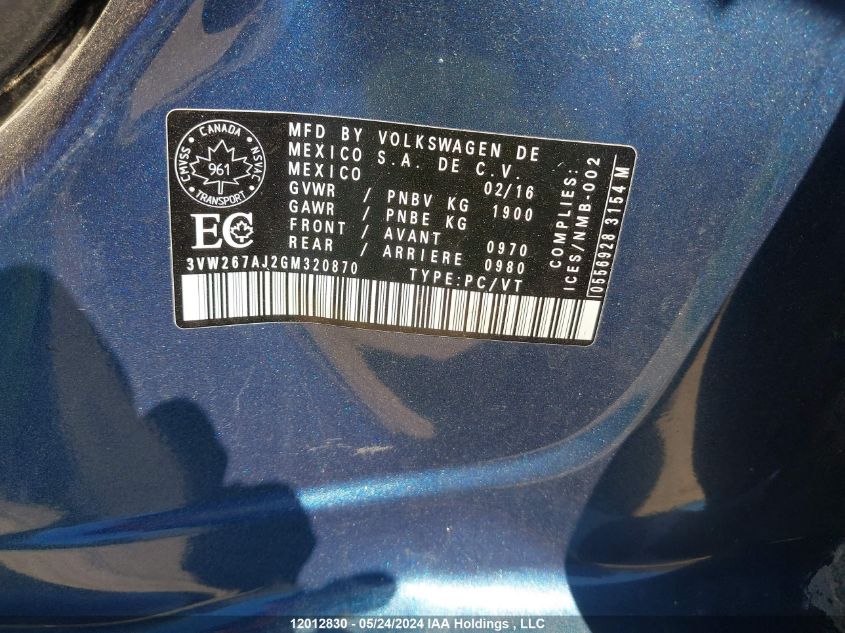 CANADA
CMVSS
NSVAC
961
TRANSPORT
EC
MFD BY VOLKSWAGEN DE
MEXICO S.A. DE C.V.
MEXICO 02/16
GVWR / PNBV KG 1900
GAWR / PNBE KG
FRONT / AVANT 0970
REAR / ARRIERE 0980
3VW267AJ2GM320870 TYPE:PC/VT
COMPLIES:
ICES/NMB-002
0556928 3154 M
12012830 - 05/24/2024 IAA Holdings , LLC